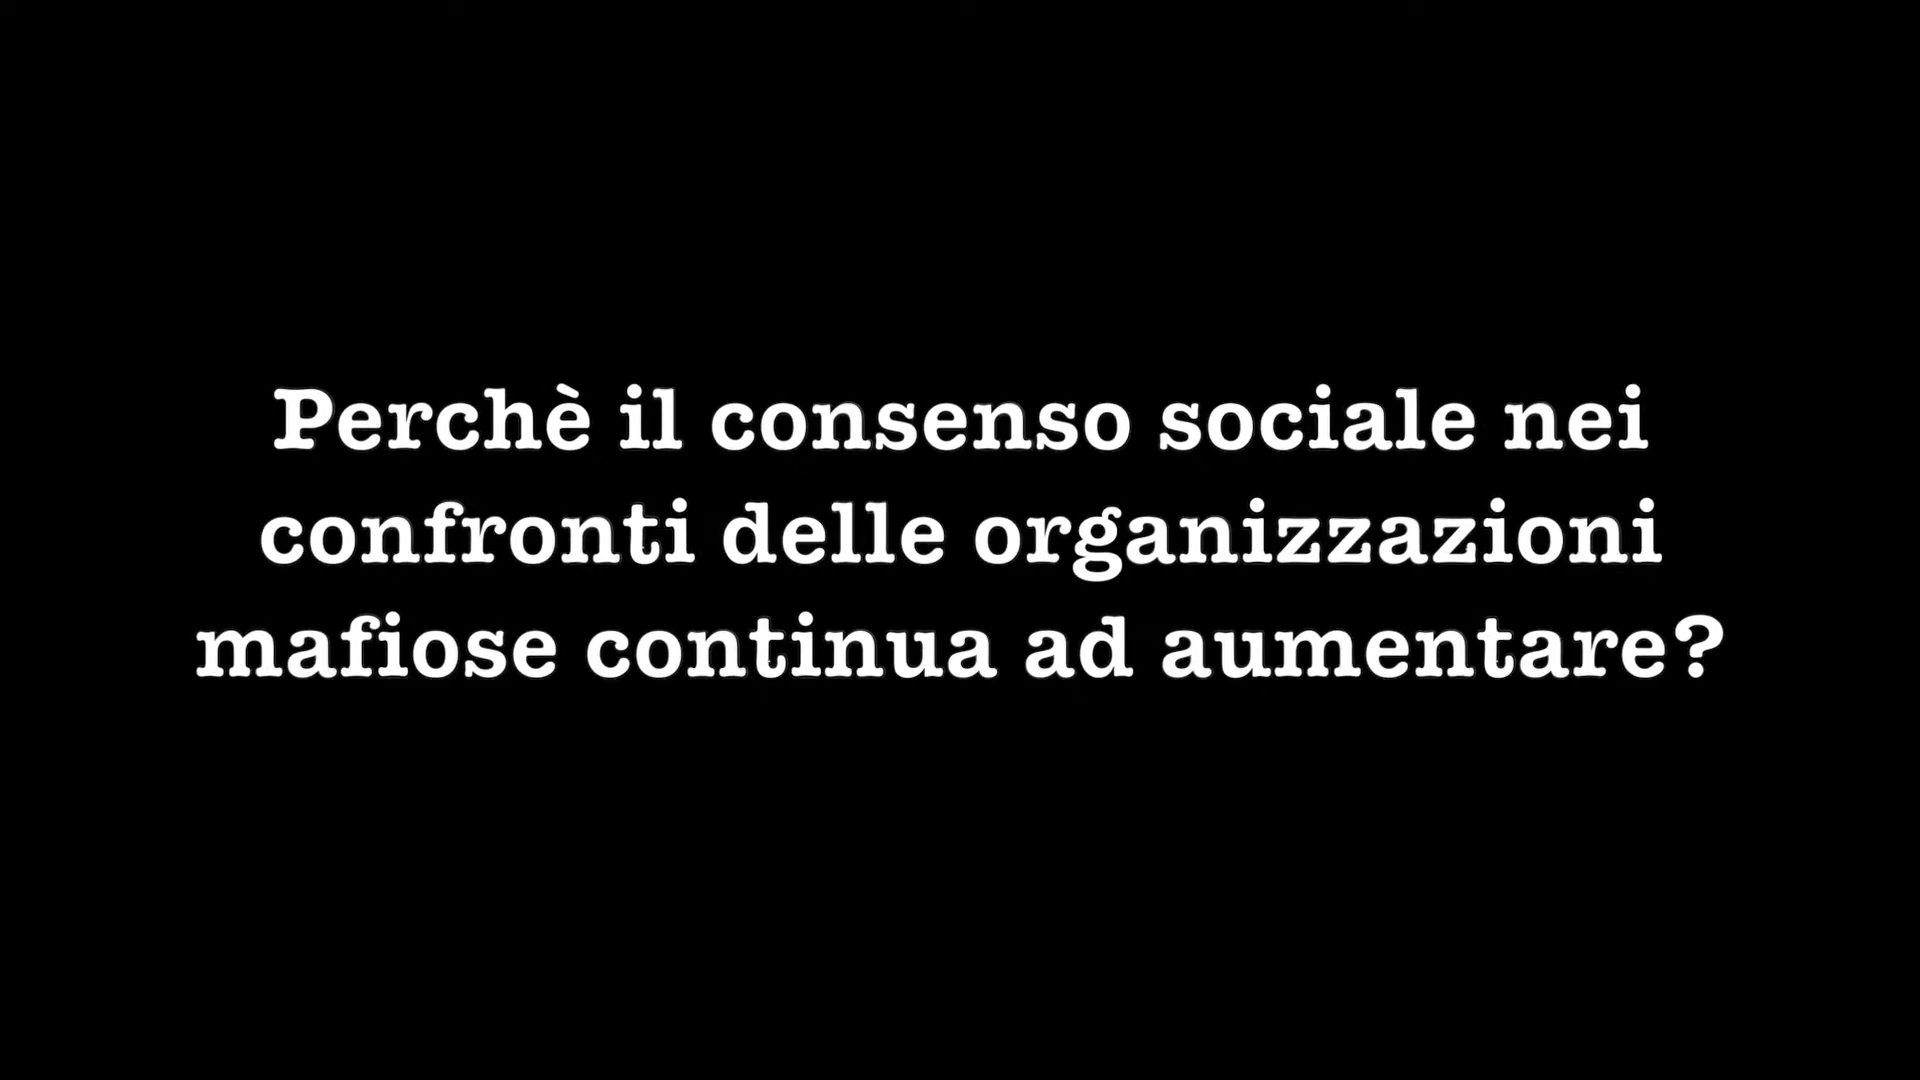 Perchè il consenso sociale nei
confronti delle organizzazioni
mafiose continua ad aumentare?